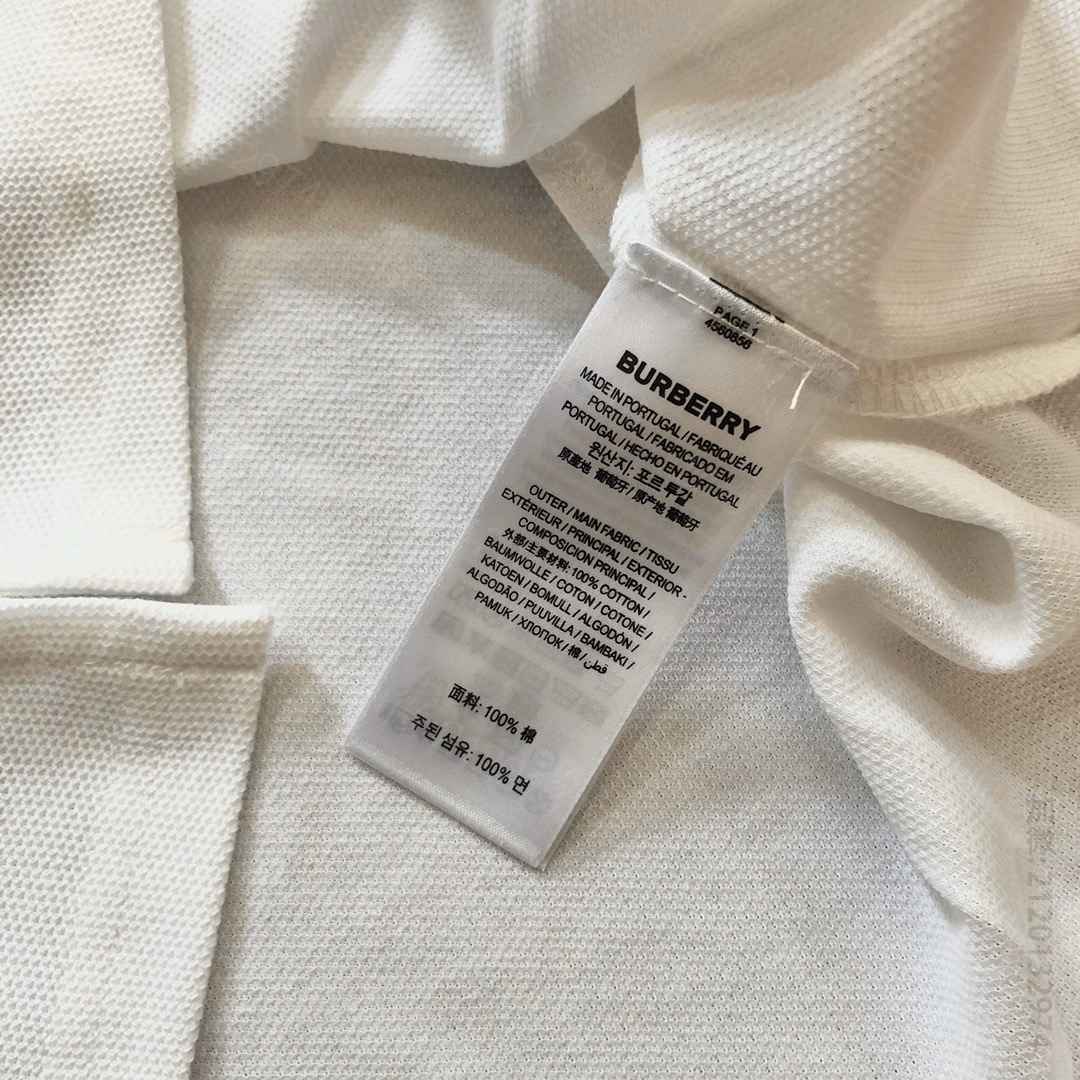 PAGE 1
4560856
BURBERRY
MADE IN PORTUGAL / FABRIQUÉ AU
PORTUGAL / FABRICADO EM
PORTUGAL / HECHO EN PORTUGAL
원산지: 포르투갈
原產地 葡萄牙 / 原产地 葡萄牙
OUTER / MAIN FABRIC / TISSU
EXTÉRIEUR / PRINCIPAL / EXTERIOR -
COMPOSICION PRINCIPAL /
外部/主要材料: 100% COTTON /
BAUMWOLLE / COTON / COTONE /
KATOEN / BOMULL / ALGODÓN /
ALGODÃO / PUUVILLA / BAMBAKI /
PAMUK / ХЛОПОК / 棉 / قطن
面料: 100% 棉
주된 섬유: 100% 면